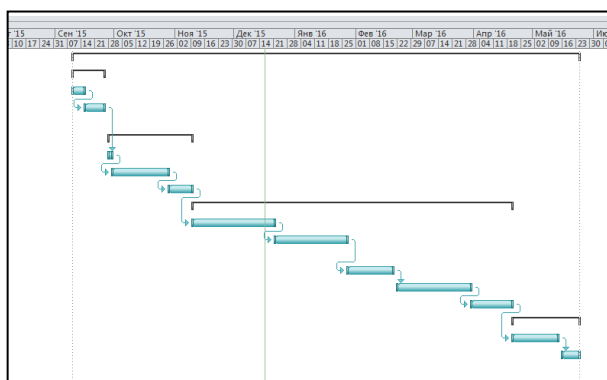 '15 Сен '15 Окт '15 Ноя '15 Дек '15 Янв '16 Фев '16 Мар '16 Апр '16 Май '16 Ию
10 17 24 31 07 14 21 28 05 12 19 26 02 09 16 23 30 07 14 21 28 04 11 18 25 01 08 15 22 29 07 14 21 28 04 11 18 25 02 09 16 23 30